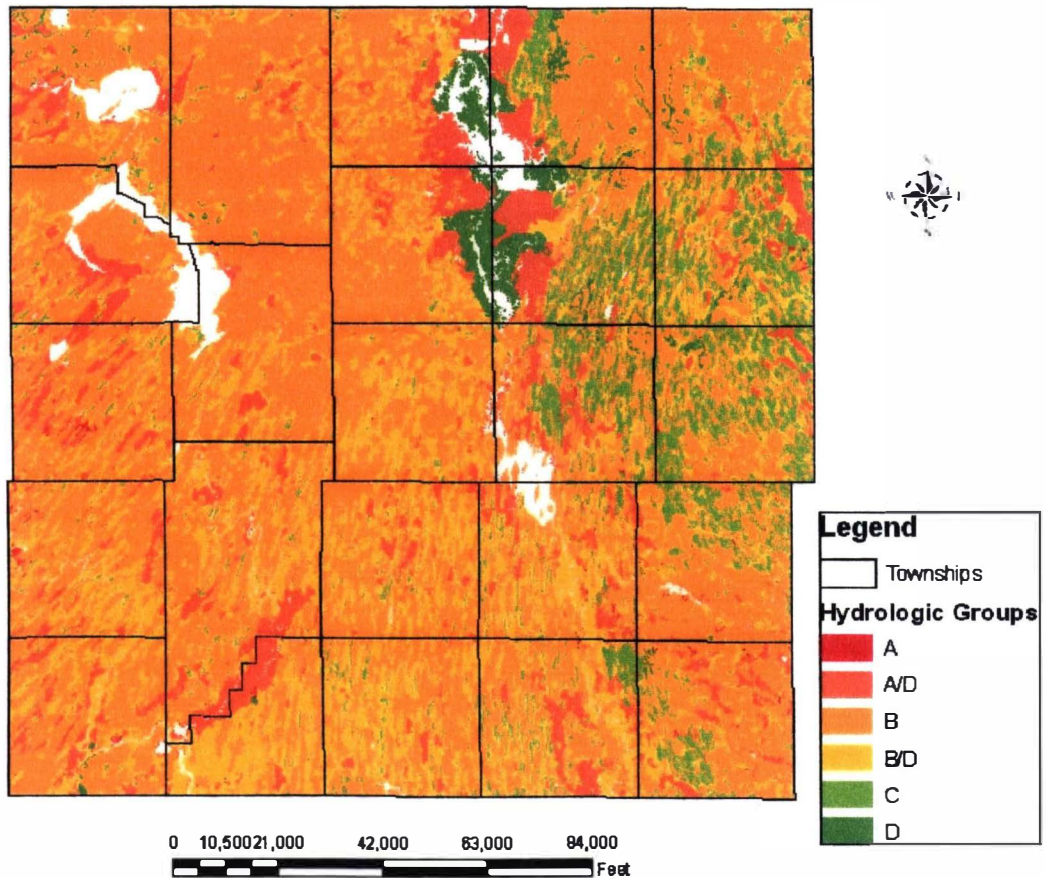 Legend
Townships
Hydrologic Groups
A
A/D
B
B/D
C
D
0 10,500 21,000 42,000 63,000 84,000
Feet